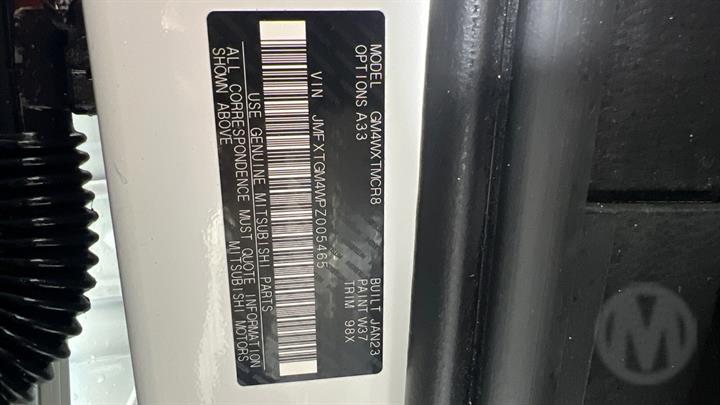 MODEL GM4WXTMCR8 BUILT JAN23
OPTIONS A33 PAINT W37
TRIM 98X
VIN JMFXTGM4WPZ005465
USE GENUINE MITSUBISHI PARTS
ALL CORRESPONDENCE MUST QUOTE INFORMATION
SHOWN ABOVE MITSUBISHI MOTORS
M